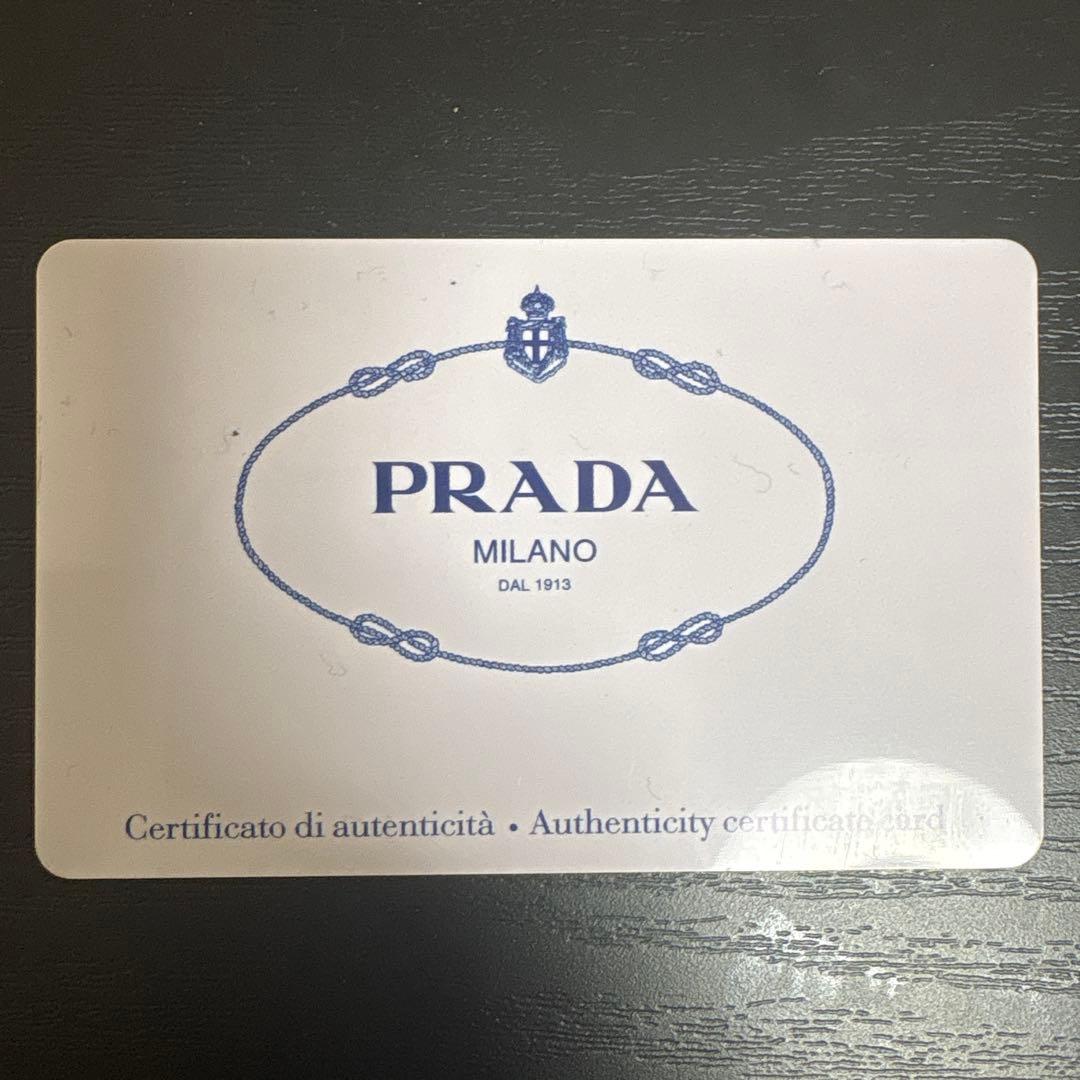 PRADA
MILANO
DAL 1913
Certificato di autenticità • Authenticity certificate card